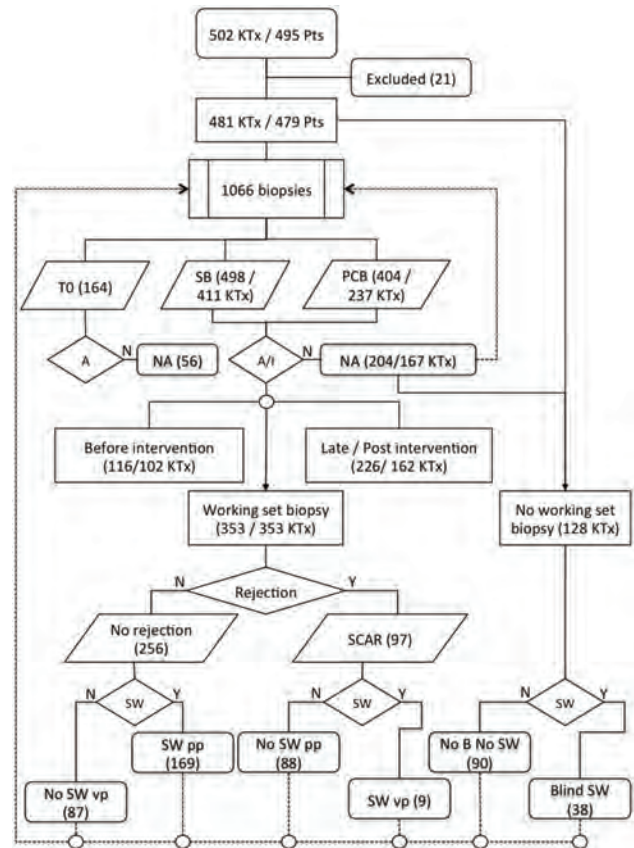 502 KTx / 495 Pts
Excluded (21)
481 KTx / 479 Pts
1066 biopsies
T0 (164)
SB (498 /
411 KTx)
PCB (404 /
237 KTx)
A
N
NA (56)
A/I
N
NA (204/167 KTx)
Before intervention
(116/102 KTx)
Late / Post intervention
(226/ 162 KTx)
Working set biopsy
(353 / 353 KTx)
No working set
biopsy (128 KTx)
N
Rejection
Y
No rejection
(256)
SCAR (97)
N
SW
Y
N
SW
Y
N
SW
Y
SW pp
(169)
No SW pp
(88)
No B No SW
(90)
No SW vp
(87)
SW vp (9)
Blind SW
(38)